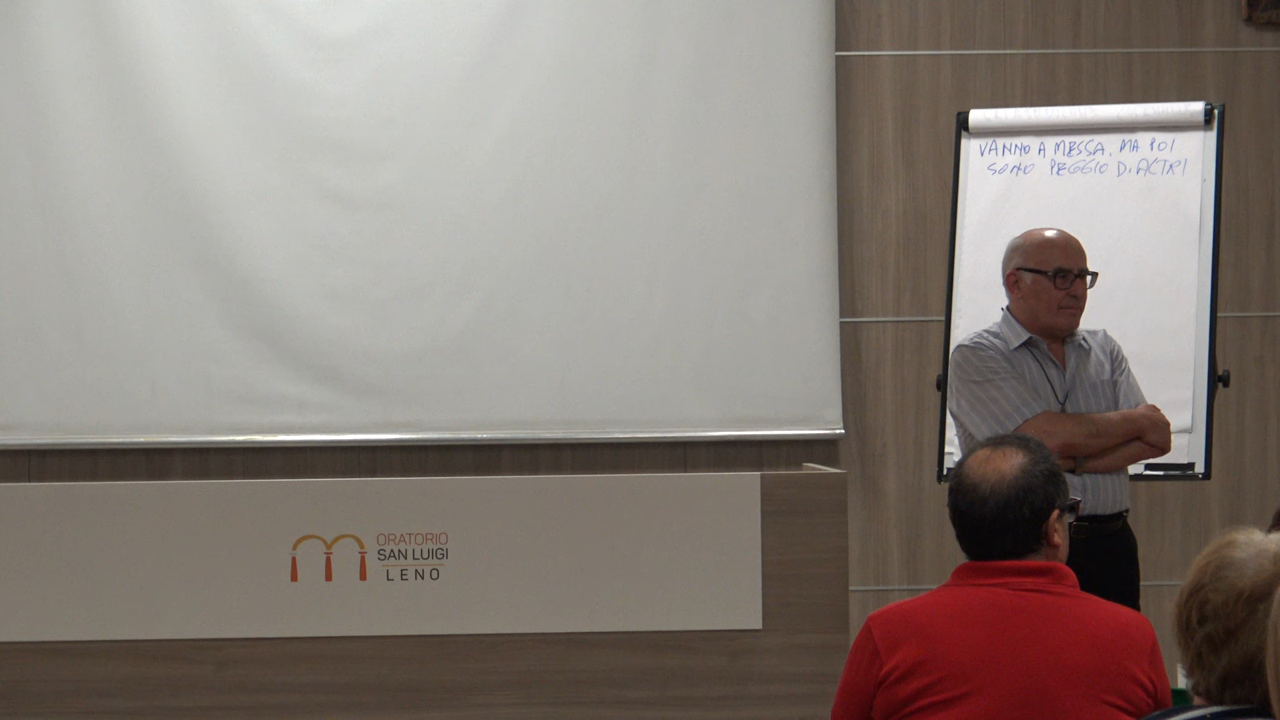 VANNO A MESSA, MA POI
SONO PEGGIO D. ALTRI
ORATORIO
SAN LUIGI
LENO